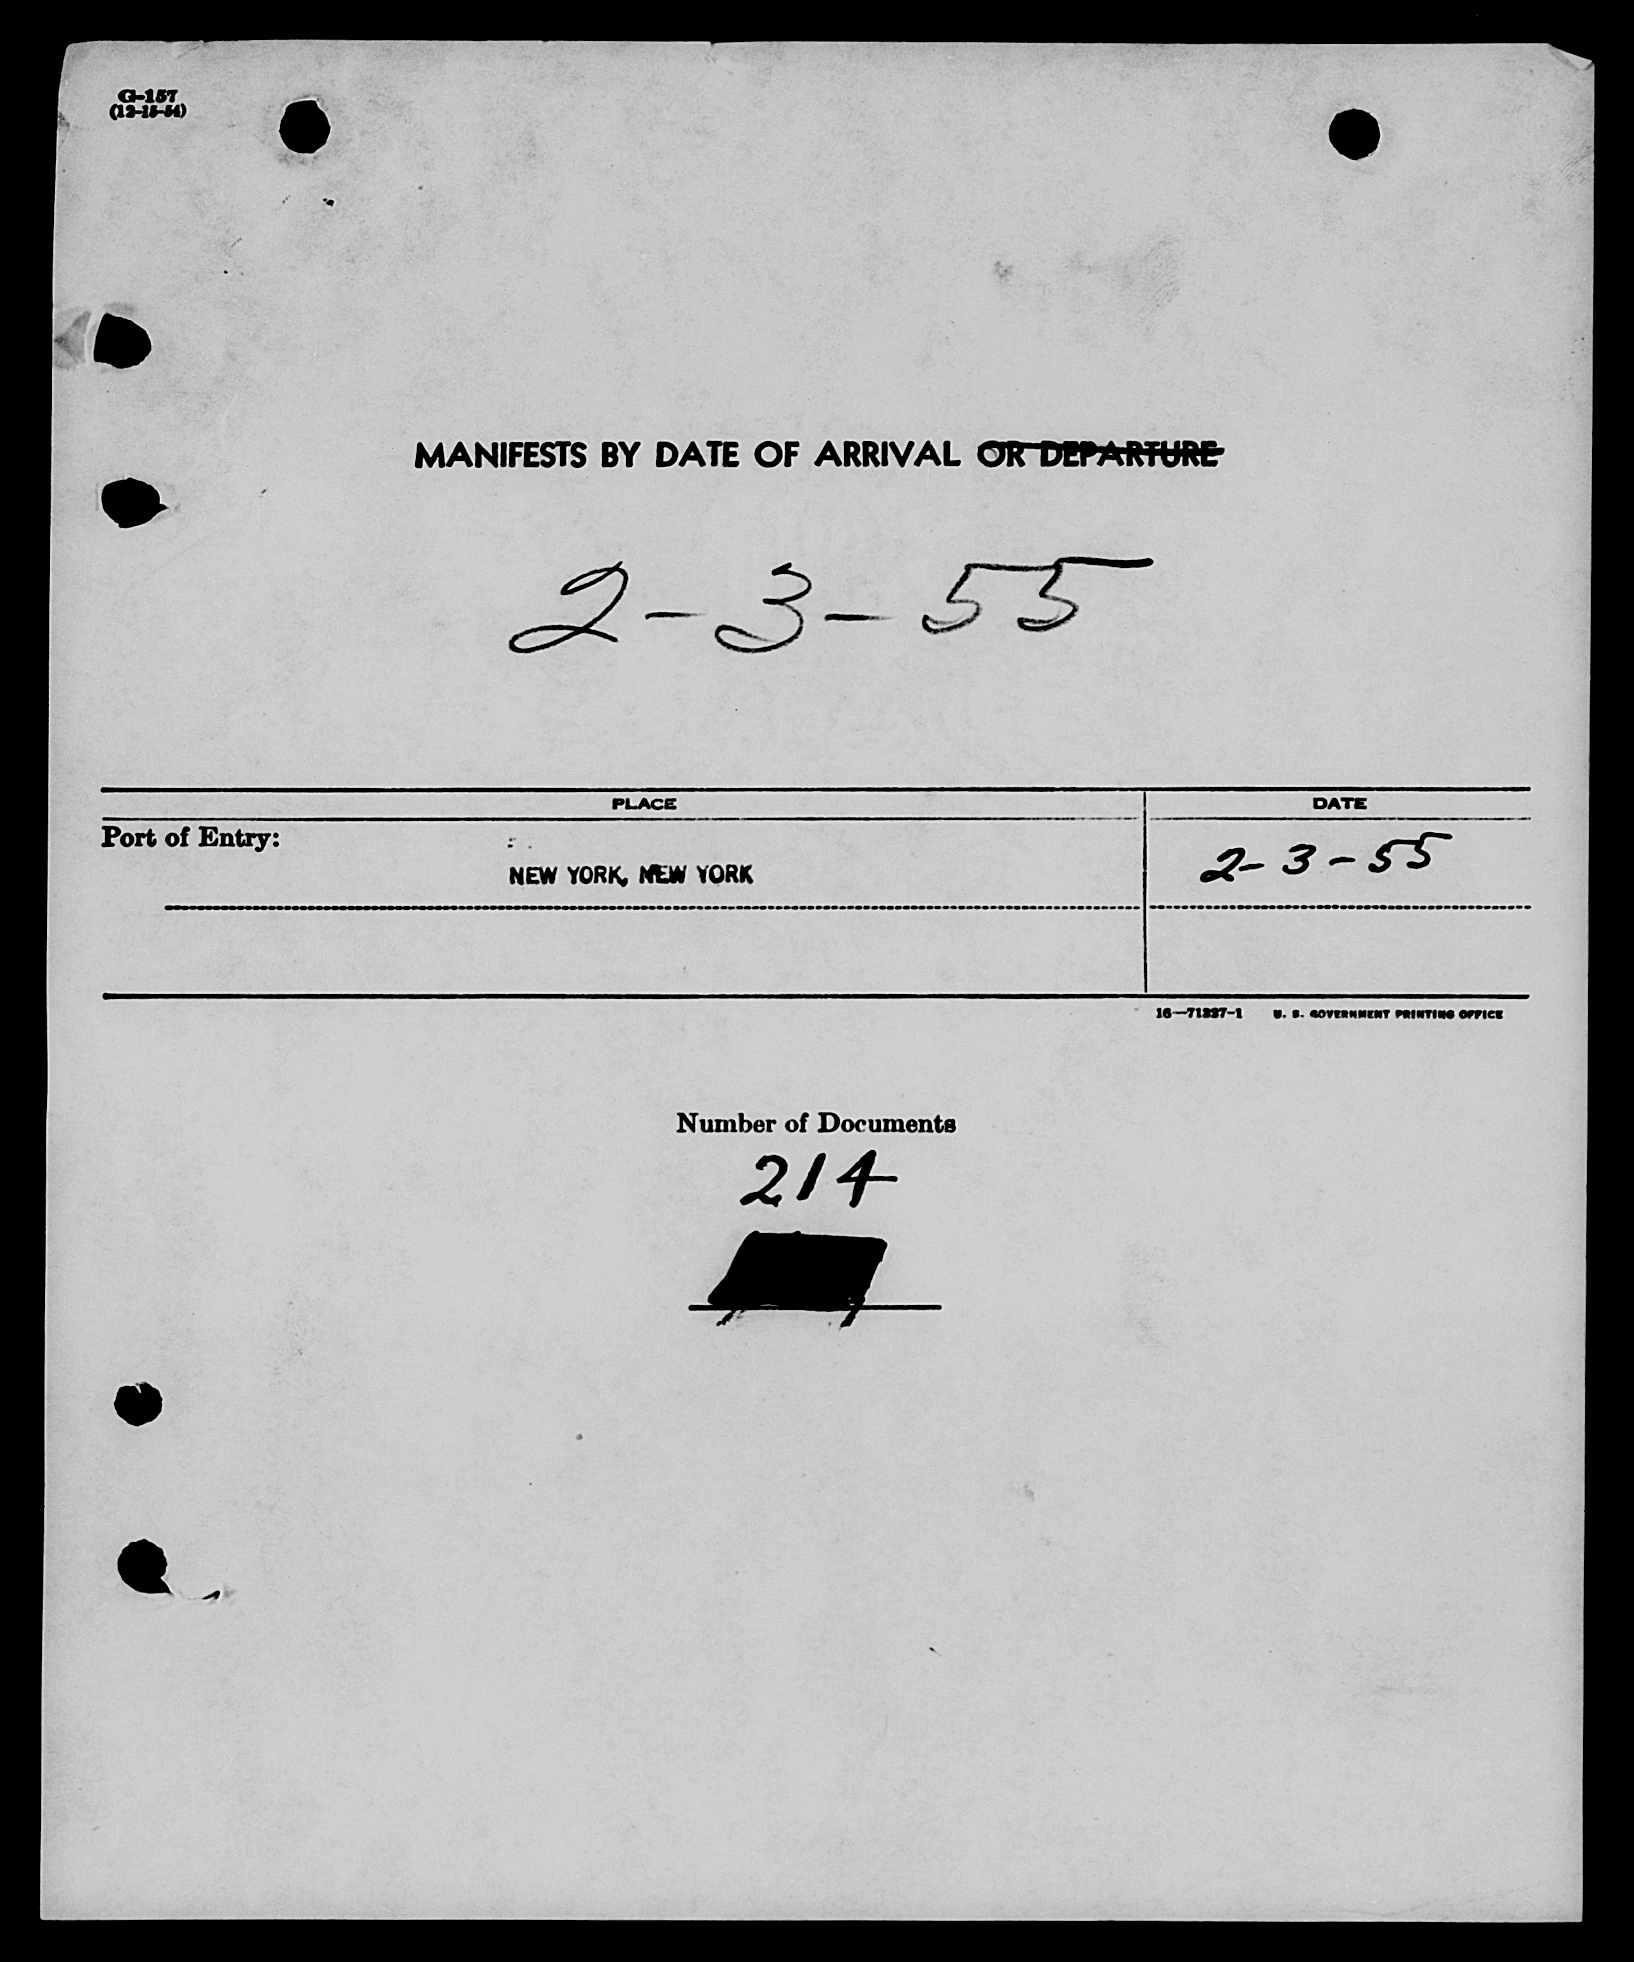 G-157
(12-15-54)
MANIFESTS BY DATE OF ARRIVAL OR DEPARTURE
2-3-55
PLACE DATE
Port of Entry:
NEW YORK, NEW YORK 2-3-55
16—71337-1 U. S. GOVERNMENT PRINTING OFFICE
Number of Documents
214